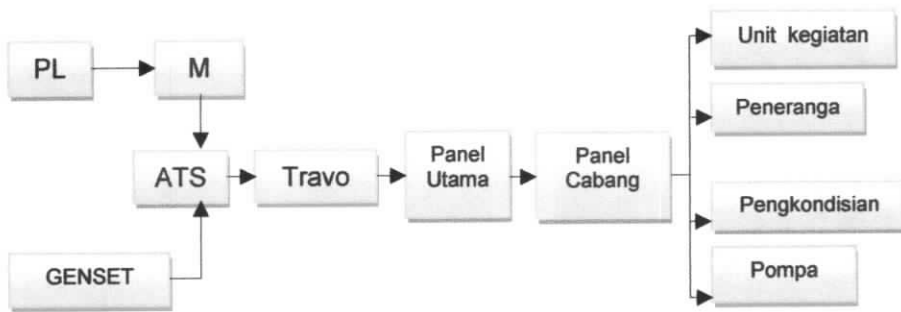 PL
M
ATS
Travo
GENSET
Panel
Utama
Panel
Cabang
Unit kegiatan
Peneranga
Pengkondisian
Pompa